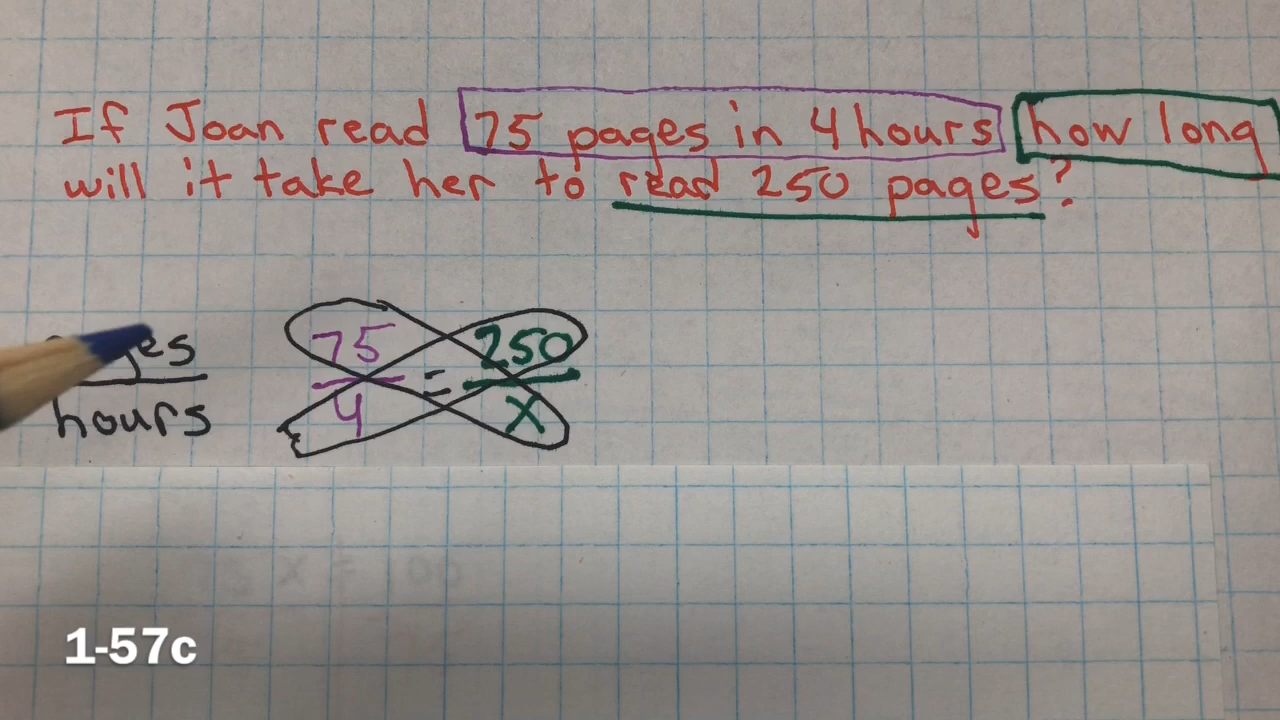 If Joan read 75 pages in 4 hours how long
will it take her to read 250 pages?
75 = 250
hours 4 x
1-57c